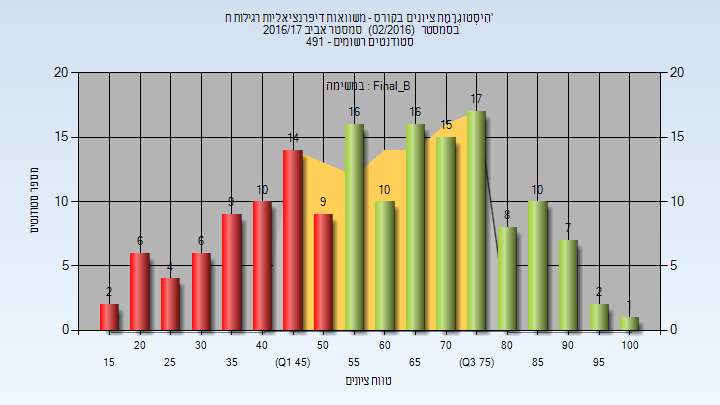 היסטוגרמת ציונים בקורס - משוואות דיפרנציאליות רגילות ח'
בסמסטר (02/2016) סמסטר אביב 2016/17
סטודנטים רשומים - 491
במשימה : Final_B
מספר סטודנטים
20 20
15 15
10 10
5 5
0 0
2 6 4 6 9 10 14 9 16 10 16 15 17 8 10 7 2 1
20 30 40 50 60 70 80 90 100
15 25 35 (Q1 45) 55 65 (Q3 75) 85 95
טווח ציונים